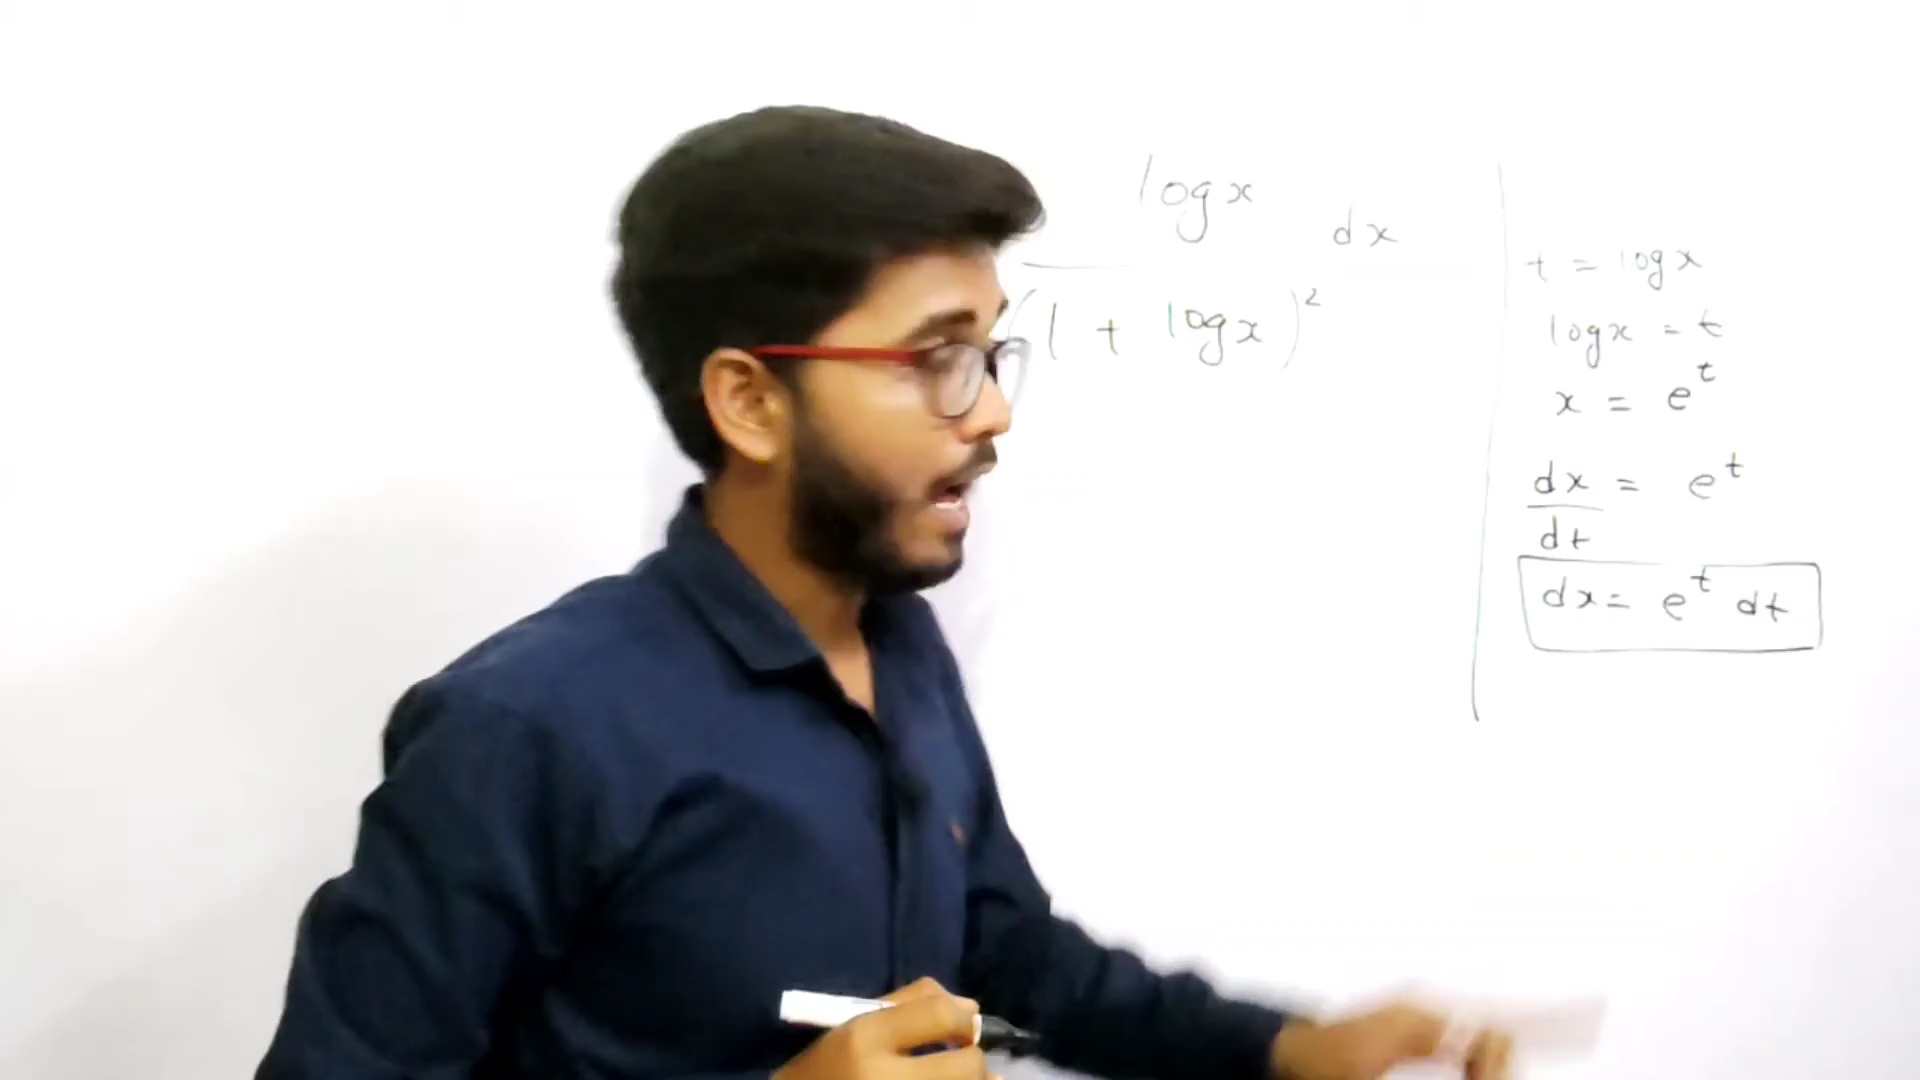 log x
dx
(1 + log x)²
t = log x
log x = t
x = e^t
dx = e^t
dt
dx = e^t dt